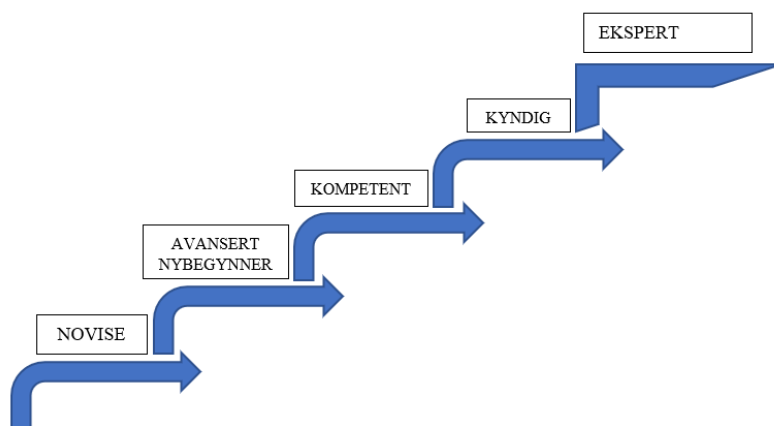 EKSPERT
KYNDIG
KOMPETENT
AVANSERT
NYBEGYNNER
NOVISE